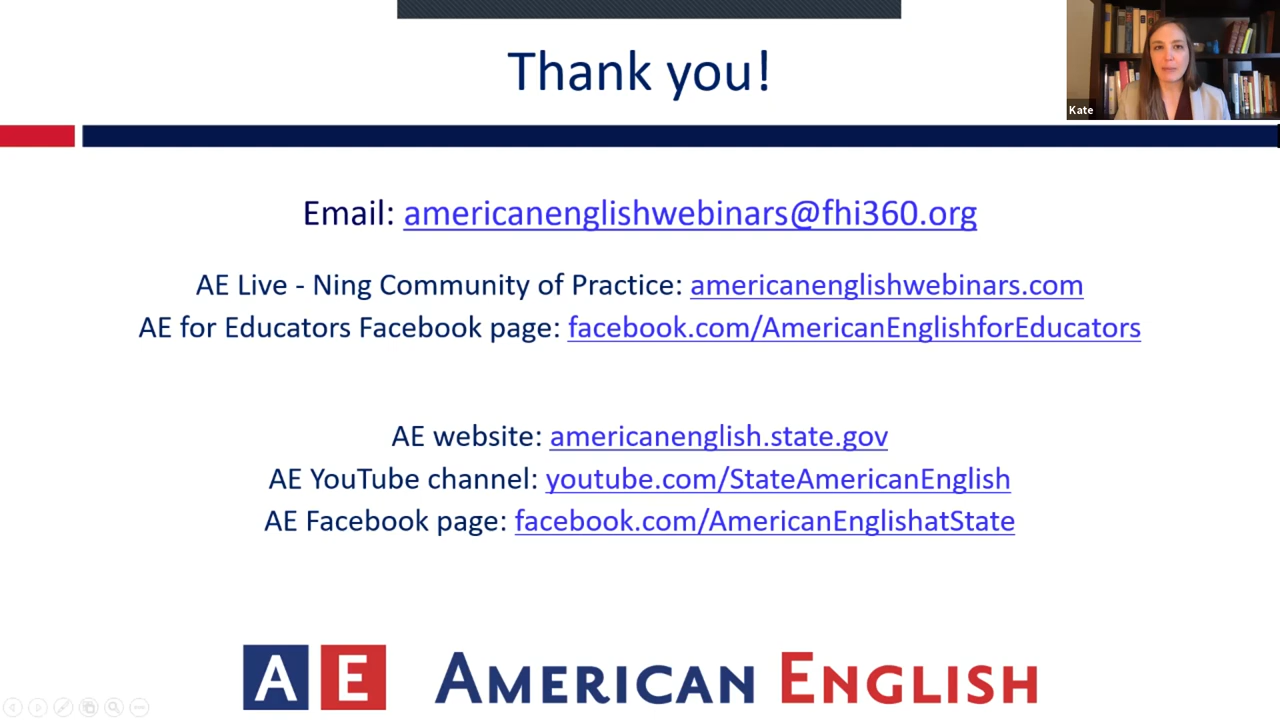 Thank you!
Kate
Email: americanenglishwebinars@fhi360.org
AE Live - Ning Community of Practice: americanenglishwebinars.com
AE for Educators Facebook page: facebook.com/AmericanEnglishforEducators
AE website: americanenglish.state.gov
AE YouTube channel: youtube.com/StateAmericanEnglish
AE Facebook page: facebook.com/AmericanEnglishatState
AE AMERICAN ENGLISH